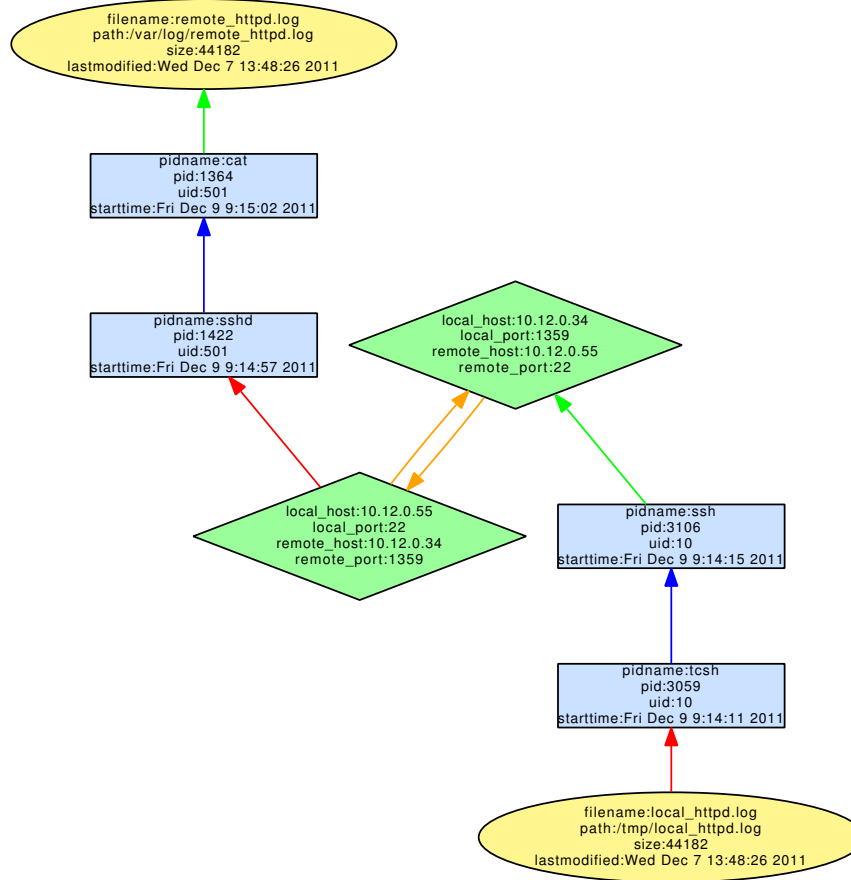 filename:remote_httpd.log
path:/var/log/remote_httpd.log
size:44182
lastmodified:Wed Dec 7 13:48:26 2011
pidname:cat
pid:1364
uid:501
starttime:Fri Dec 9 9:15:02 2011
pidname:sshd
pid:1422
uid:501
starttime:Fri Dec 9 9:14:57 2011
local_host:10.12.0.34
local_port:1359
remote_host:10.12.0.55
remote_port:22
local_host:10.12.0.55
local_port:22
remote_host:10.12.0.34
remote_port:1359
pidname:ssh
pid:3106
uid:10
starttime:Fri Dec 9 9:14:15 2011
pidname:tcsh
pid:3059
uid:10
starttime:Fri Dec 9 9:14:11 2011
filename:local_httpd.log
path:/tmp/local_httpd.log
size:44182
lastmodified:Wed Dec 7 13:48:26 2011